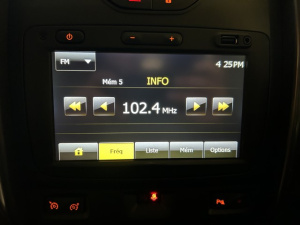 FM
4 25PM
Mém 5
INFO
102.4 MHz
Fréq
Liste
Mém
Options